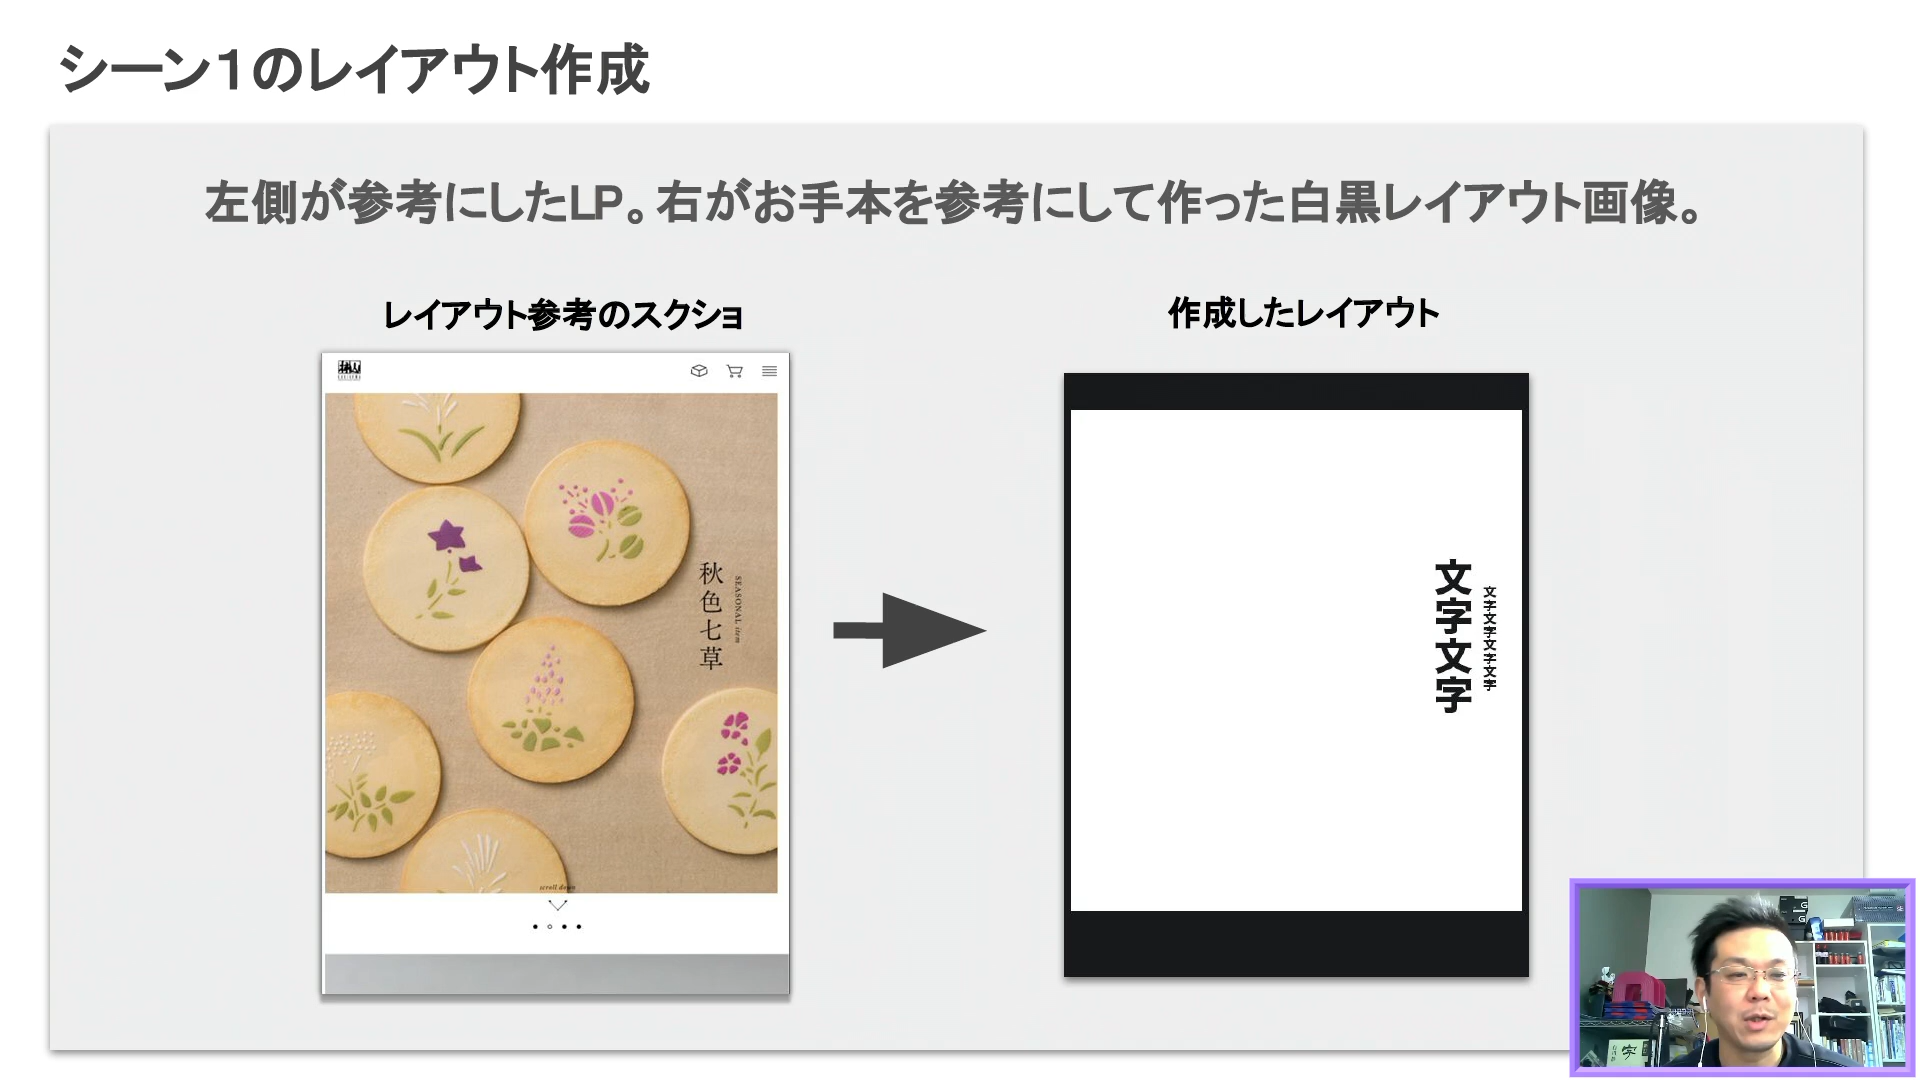 シーン1のレイアウト作成
左側が参考にしたLP。右がお手本を参考にして作った白黒レイアウト画像。
レイアウト参考のスクショ
作成したレイアウト
SEASONAL item
秋色七草
scroll down
文字文字文字文字
文字文字
字